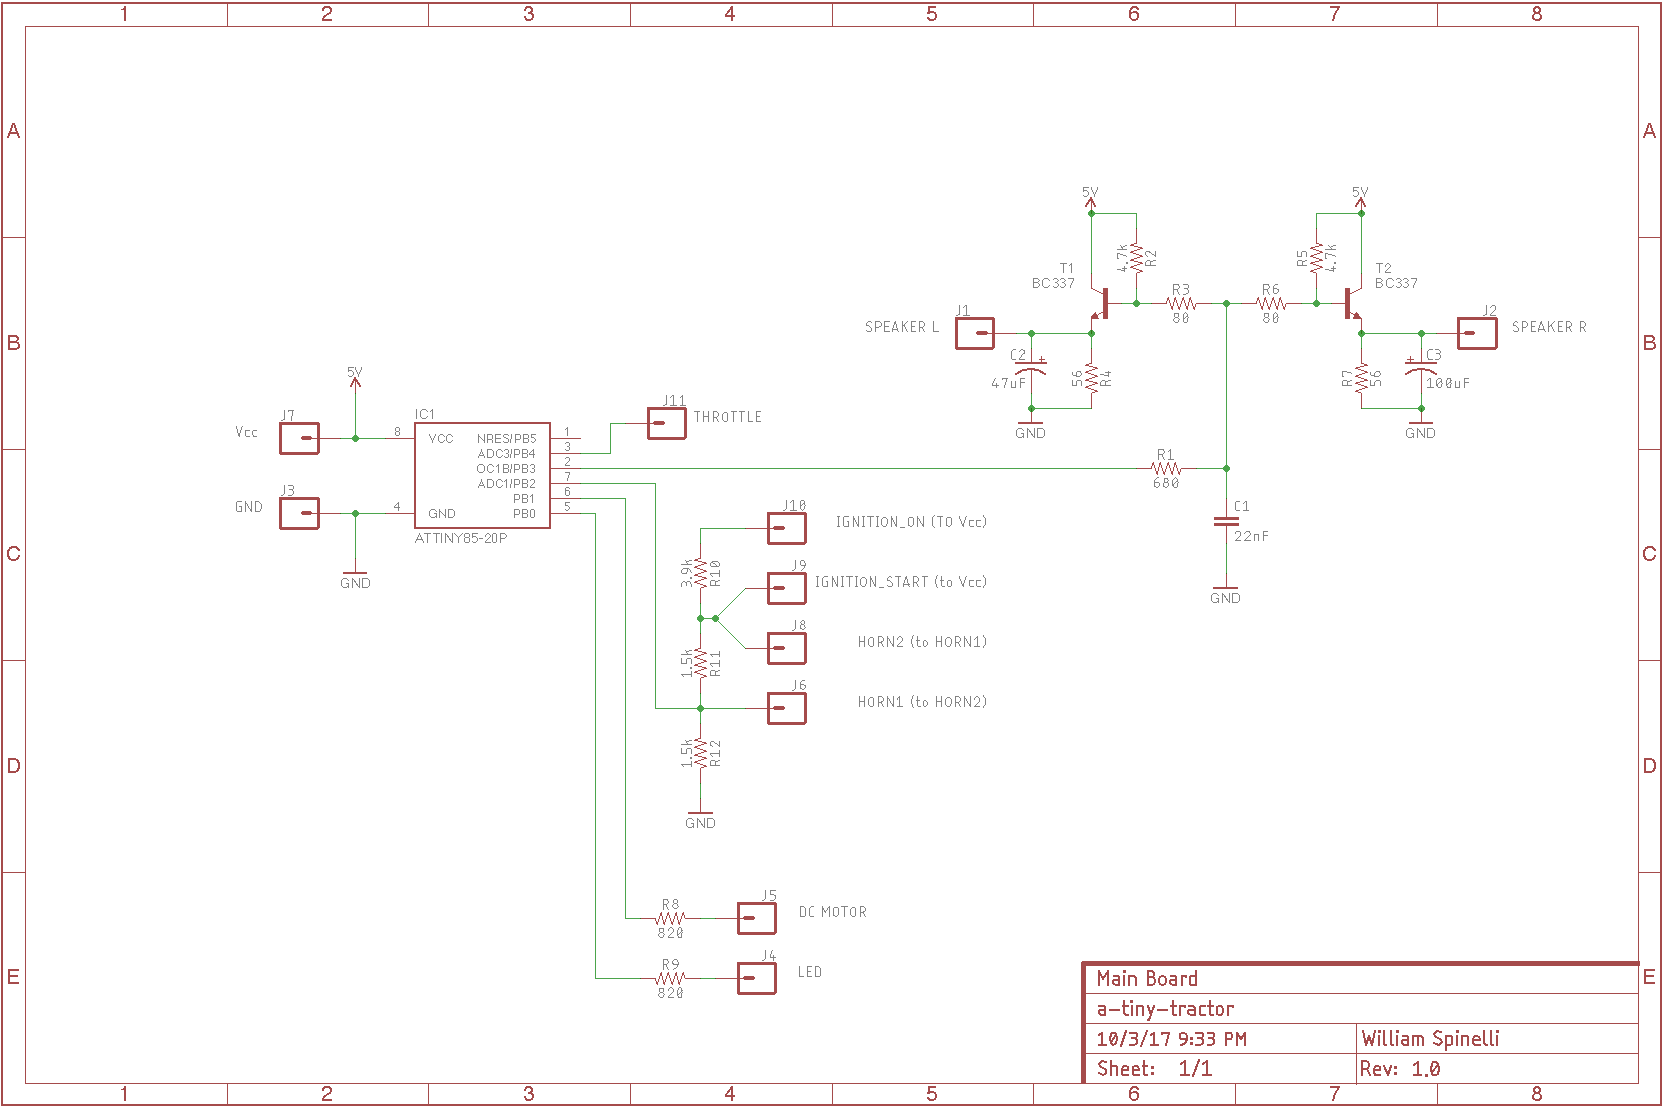 1 2 3 4 5 6 7 8
A A
5V 5V
4.7k R2 R5 4.7k
T1 T2
BC337 BC337
R3 R6
80 80
J1 J2
SPEAKER L SPEAKER R
B B
C2 + + C3
47uF 56 R4 R7 56 100uF
GND GND
5V
J7 IC1 J11
Vcc THROTTLE
8 VCC NRES/PB5 1
ADC3/PB4 3
OC1B/PB3 2
ADC1/PB2 7
PB1 6
J3
GND 4 GND PB0 5
ATTINY85-20P
GND
R1
680
C1
22nF
GND
J10
IGNITION_ON (TO Vcc)
C C
3.9k R10
J9
IGNITION_START (to Vcc)
J8
HORN2 (to HORN1)
1.5k R11
J6
HORN1 (to HORN2)
1.5k R12
D D
GND
R8 J5
820 DC MOTOR
R9 J4
820 LED
E E
Main Board
a-tiny-tractor
10/3/17 9:33 PM William Spinelli
Sheet: 1/1 Rev: 1.0
1 2 3 4 5 6 7 8